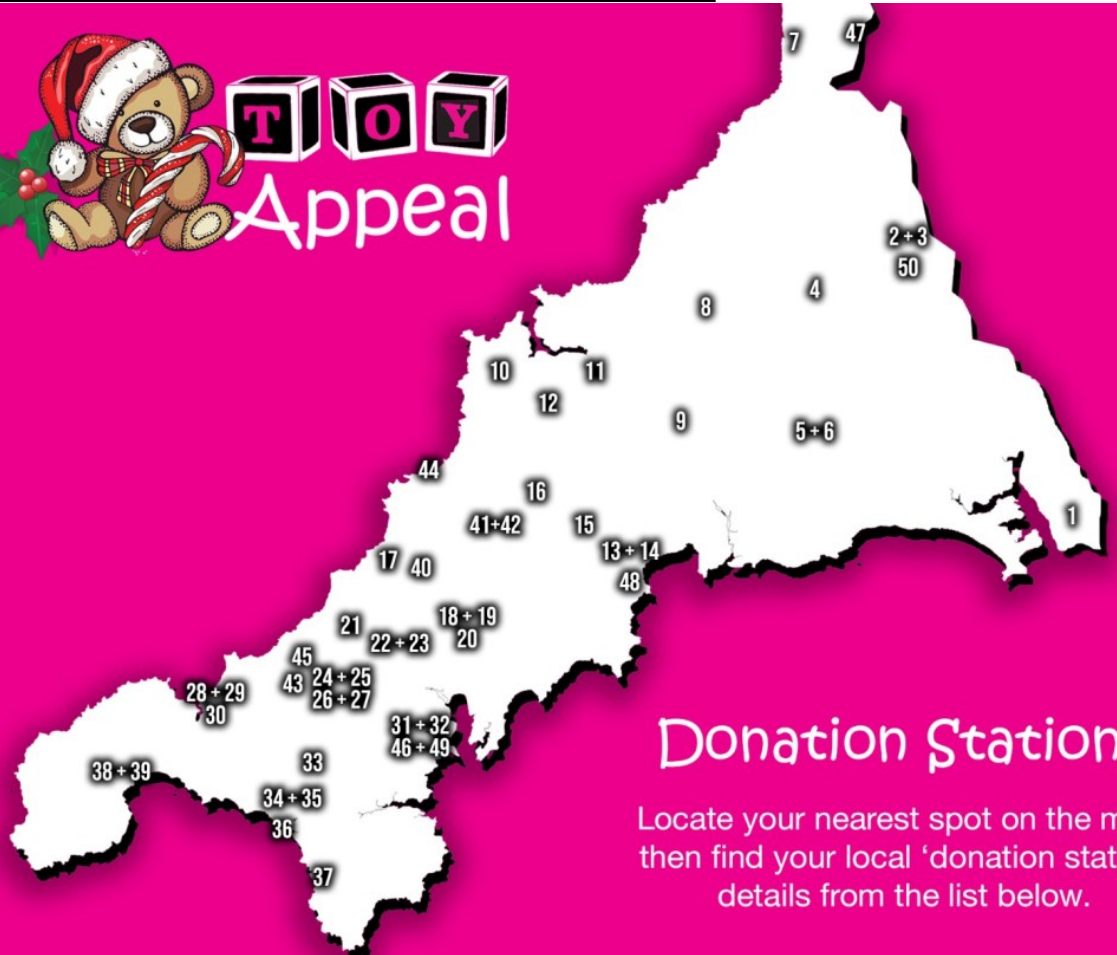 TOY
Appeal
7
47
2 + 3
50
4
8
10
11
12
9
5 + 6
44
16
41+42
15
1
13 + 14
17
40
48
18 + 19
21
22 + 23
20
45
43
24 + 25
28 + 29
26 + 27
30
31 + 32
46 + 49
33
38 + 39
34 + 35
36
37
Donation Station
Locate your nearest spot on the m
then find your local ‘donation stat
details from the list below.